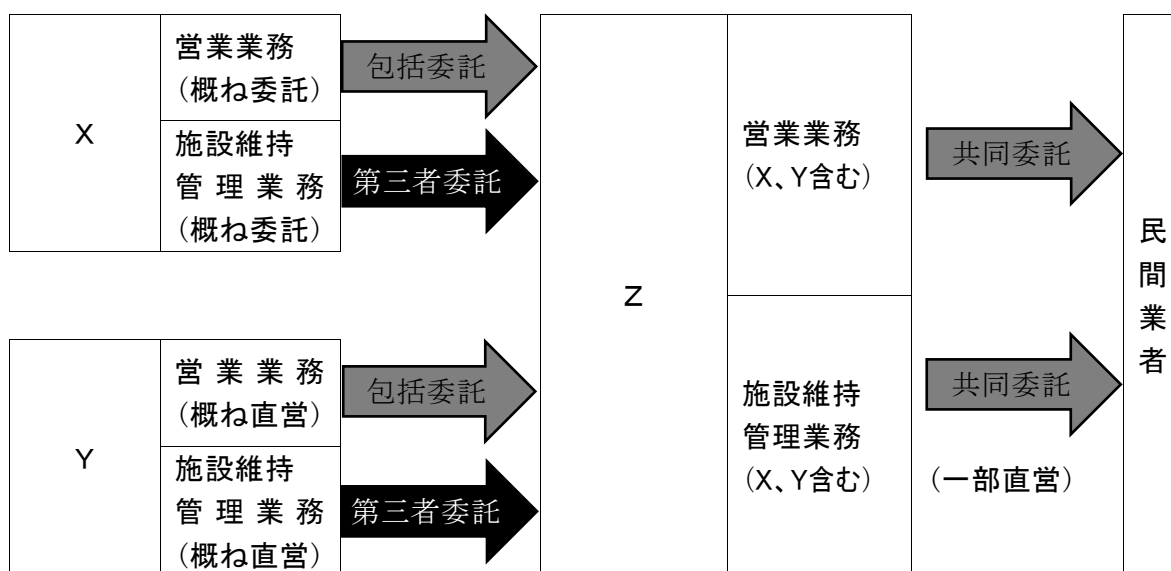 X
営業業務
(概ね委託)
包括委託
施設維持
管理業務
(概ね委託)
第三者委託
Y
営業業務
(概ね直営)
包括委託
施設維持
管理業務
(概ね直営)
第三者委託
Z
営業業務
(X、Y含む)
共同委託
施設維持
管理業務
(X、Y含む)
共同委託
(一部直営)
民間業者